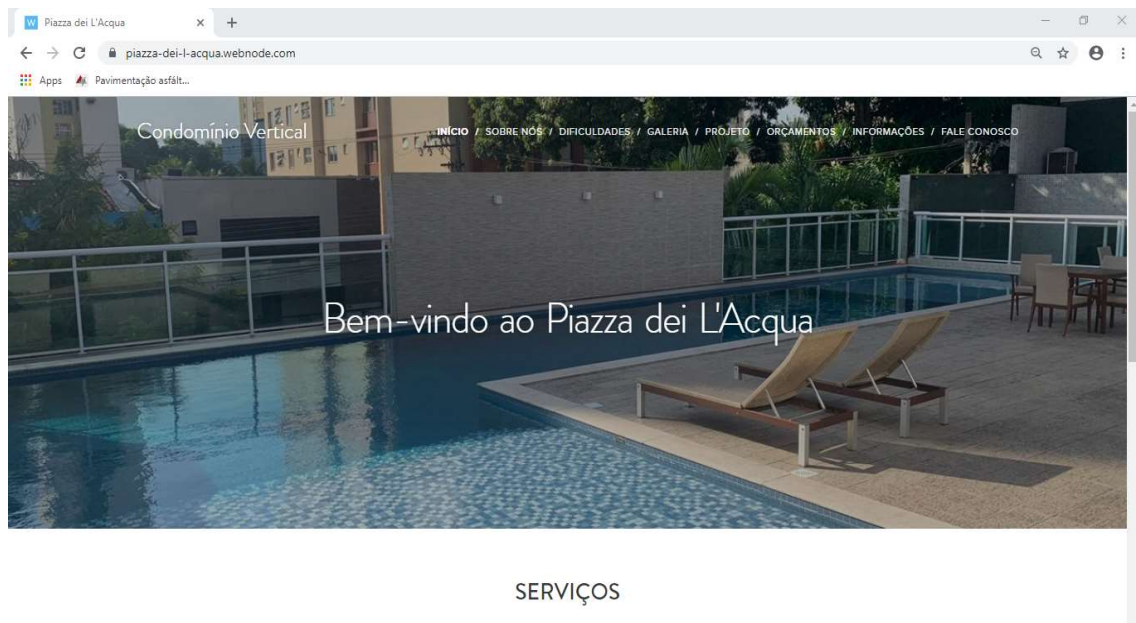 Piazza dei L'Acqua
piazza-dei-l-acqua.webnode.com
Apps Pavimentação asfált...
Condomínio Vertical
INÍCIO / SOBRE NÓS / DIFICULDADES / GALERIA / PROJETO / ORÇAMENTOS / INFORMAÇÕES / FALE CONOSCO
Bem-vindo ao Piazza dei L'Acqua
SERVIÇOS